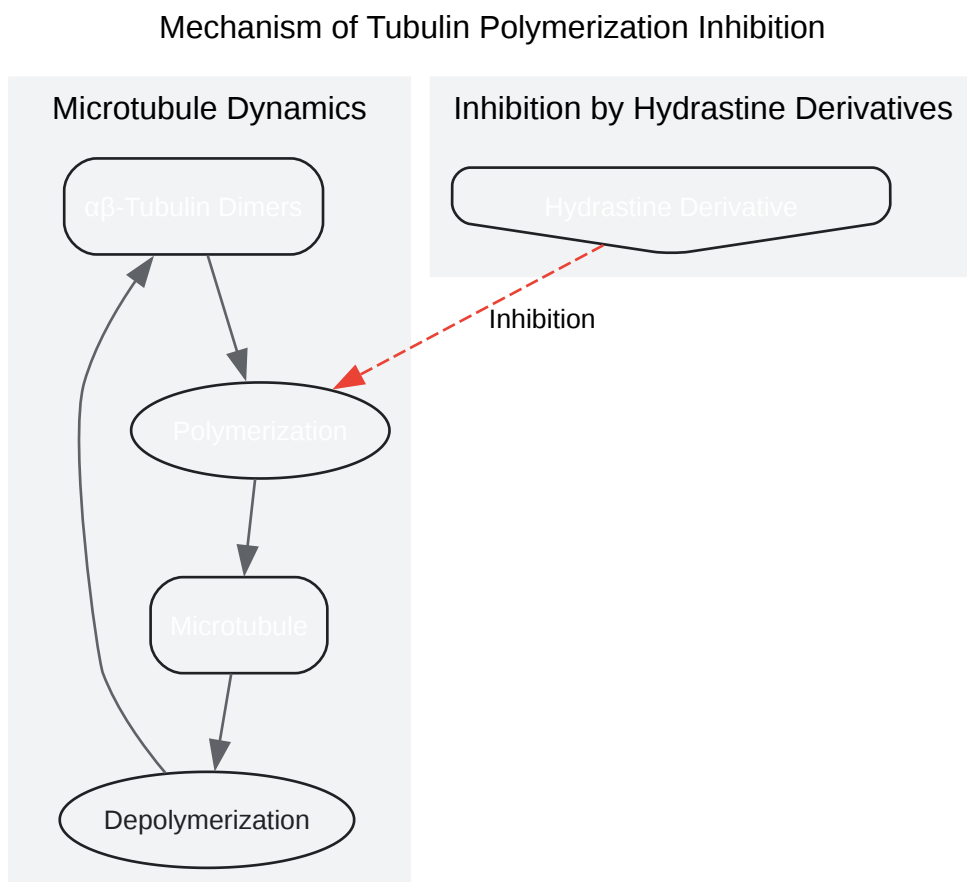 Mechanism of Tubulin Polymerization Inhibition
Microtubule Dynamics
Inhibition by Hydrastine Derivatives
αβ-Tubulin Dimers
Hydrastine Derivative
Inhibition
Polymerization
Microtubule
Depolymerization